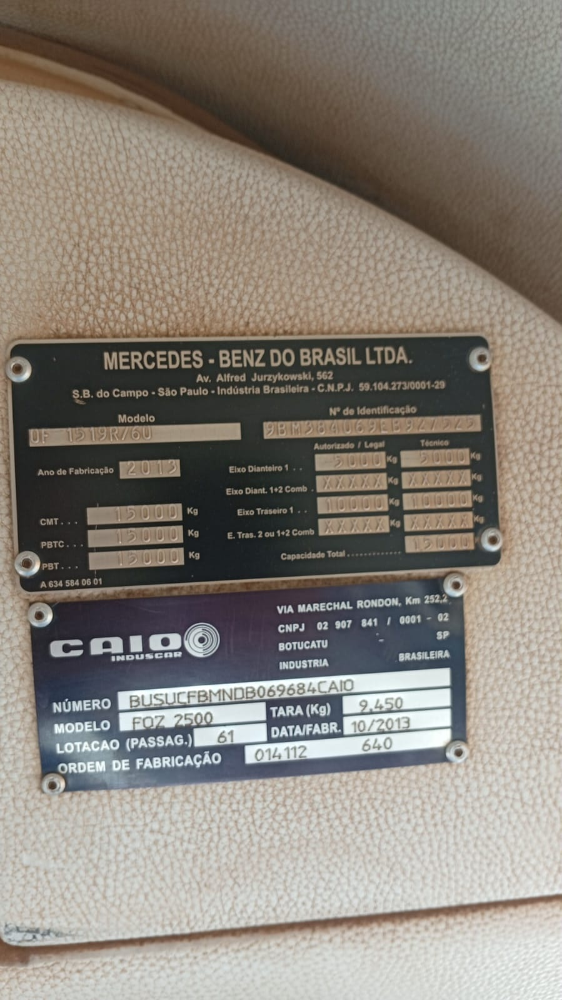 MERCEDES - BENZ DO BRASIL LTDA.
Av. Alfred Jurzykowski, 562
S.B. do Campo - São Paulo - Indústria Brasileira - C.N.P.J. 59.104.273/0001-29
Modelo Nº de Identificação
OF 1519R/60 9BM384069EB927525
Autorizado / Legal Técnico
Ano de Fabricação 2013 Eixo Dianteiro 1 . . 5000 Kg 5000 Kg
Eixo Diant. 1+2 Comb . XXXXX Kg XXXXX Kg
CMT . . . 15000 Kg Eixo Traseiro 1 . . 10000 Kg 10000 Kg
PBTC . . . 15000 Kg E. Tras. 2 ou 1+2 Comb XXXXX Kg XXXXX Kg
PBT . . . 15000 Kg Capacidade Total . . . . . . . . . . . . 15000
A 634 584 06 01
CAIO
INDUSCAR
VIA MARECHAL RONDON, Km 252,2
CNPJ 02 907 841 / 0001 - 02
BOTUCATU - SP
INDUSTRIA BRASILEIRA
NÚMERO BUSUCFBMNDB069684CAIO
MODELO FOZ 2500 TARA (Kg) 9,450
LOTACAO (PASSAG.) 61 DATA/FABR. 10/2013
ORDEM DE FABRICAÇÃO 014112 640